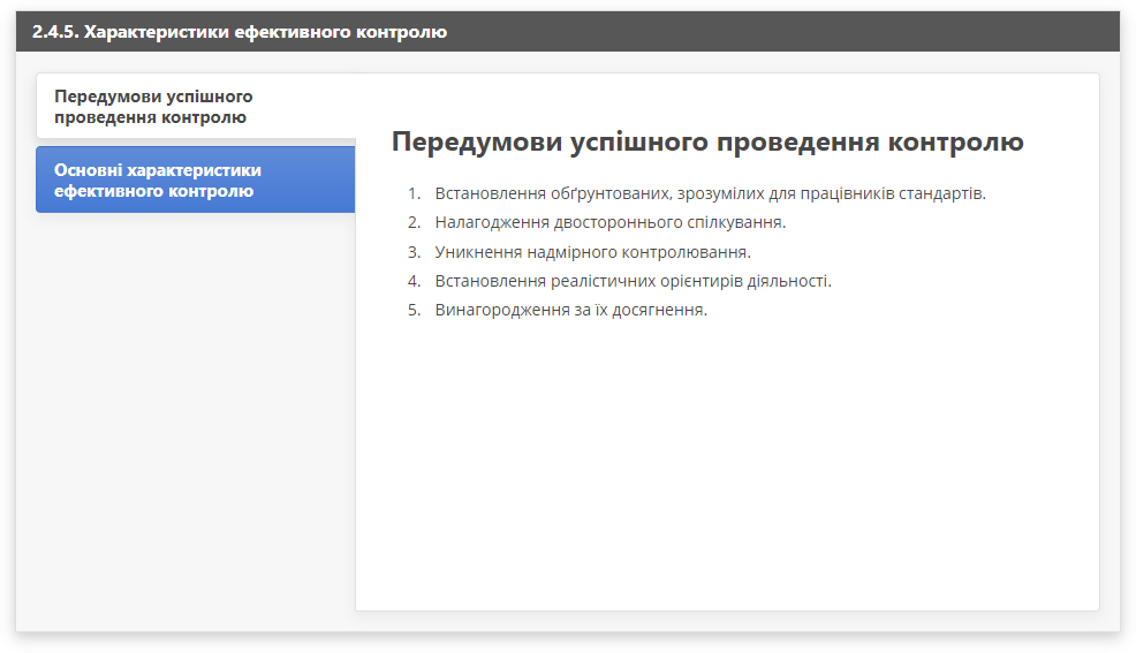 2.4.5. Характеристики ефективного контролю
Передумови успішного
проведення контролю
Основні характеристики
ефективного контролю
Передумови успішного проведення контролю
1. Встановлення обґрунтованих, зрозумілих для працівників стандартів.
2. Налагодження двостороннього спілкування.
3. Уникнення надмірного контролювання.
4. Встановлення реалістичних орієнтирів діяльності.
5. Винагородження за їх досягнення.